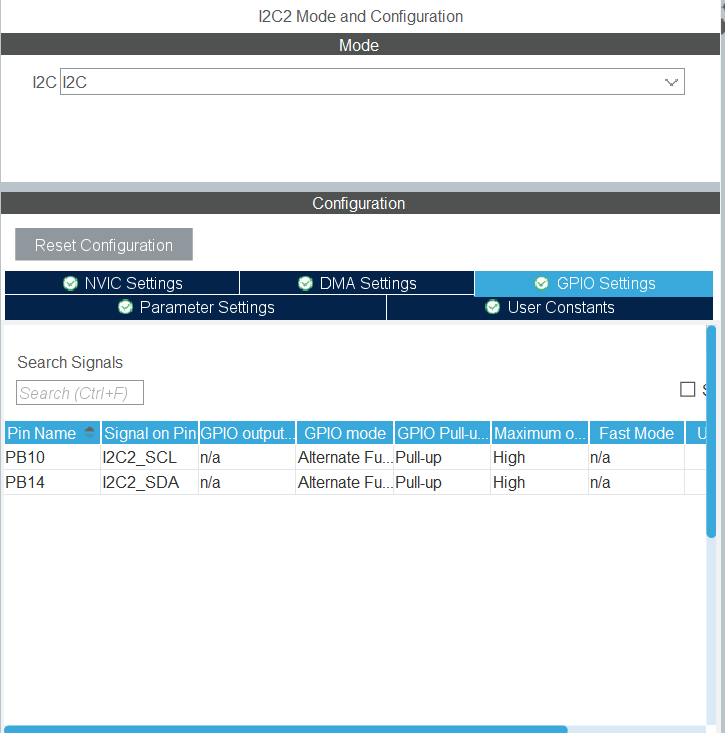 I2C2 Mode and Configuration
Mode
I2C I2C
Configuration
Reset Configuration
NVIC Settings DMA Settings GPIO Settings
Parameter Settings User Constants
Search Signals
Search (Ctrl+F)
Pin Name Signal on Pin GPIO output... GPIO mode GPIO Pull-u... Maximum o... Fast Mode U
PB10 I2C2_SCL n/a Alternate Fu... Pull-up High n/a
PB14 I2C2_SDA n/a Alternate Fu... Pull-up High n/a